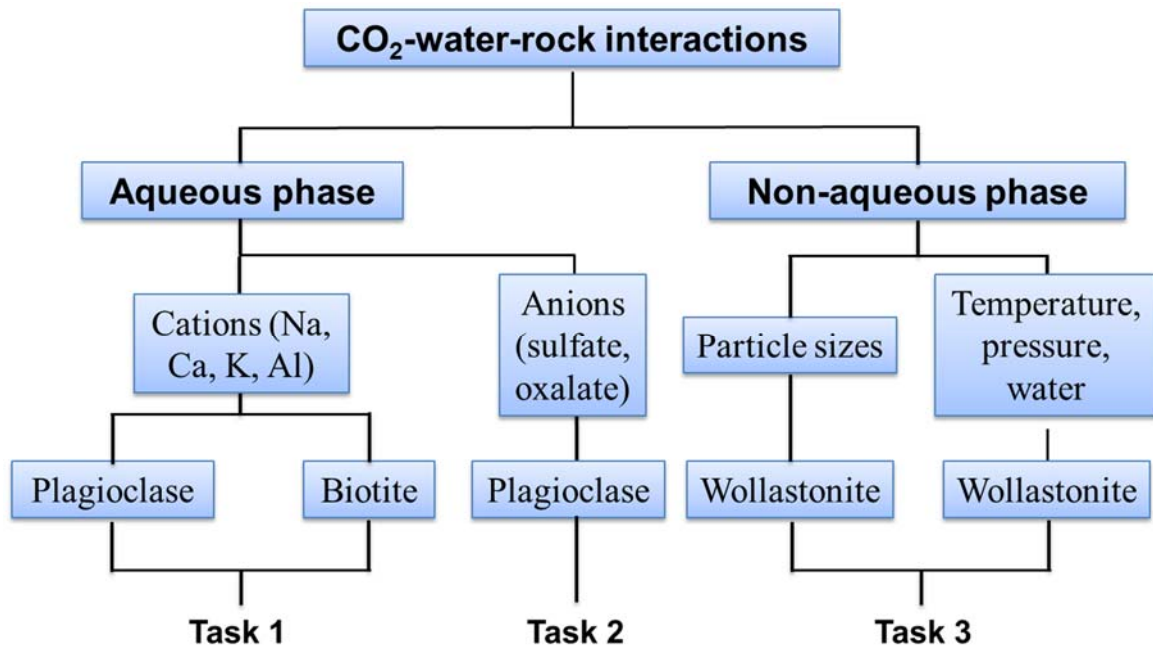 CO₂-water-rock interactions
Aqueous phase
Non-aqueous phase
Cations (Na,
Ca, K, Al)
Anions
(sulfate,
oxalate)
Particle sizes
Temperature,
pressure,
water
Plagioclase
Biotite
Plagioclase
Wollastonite
Wollastonite
Task 1
Task 2
Task 3